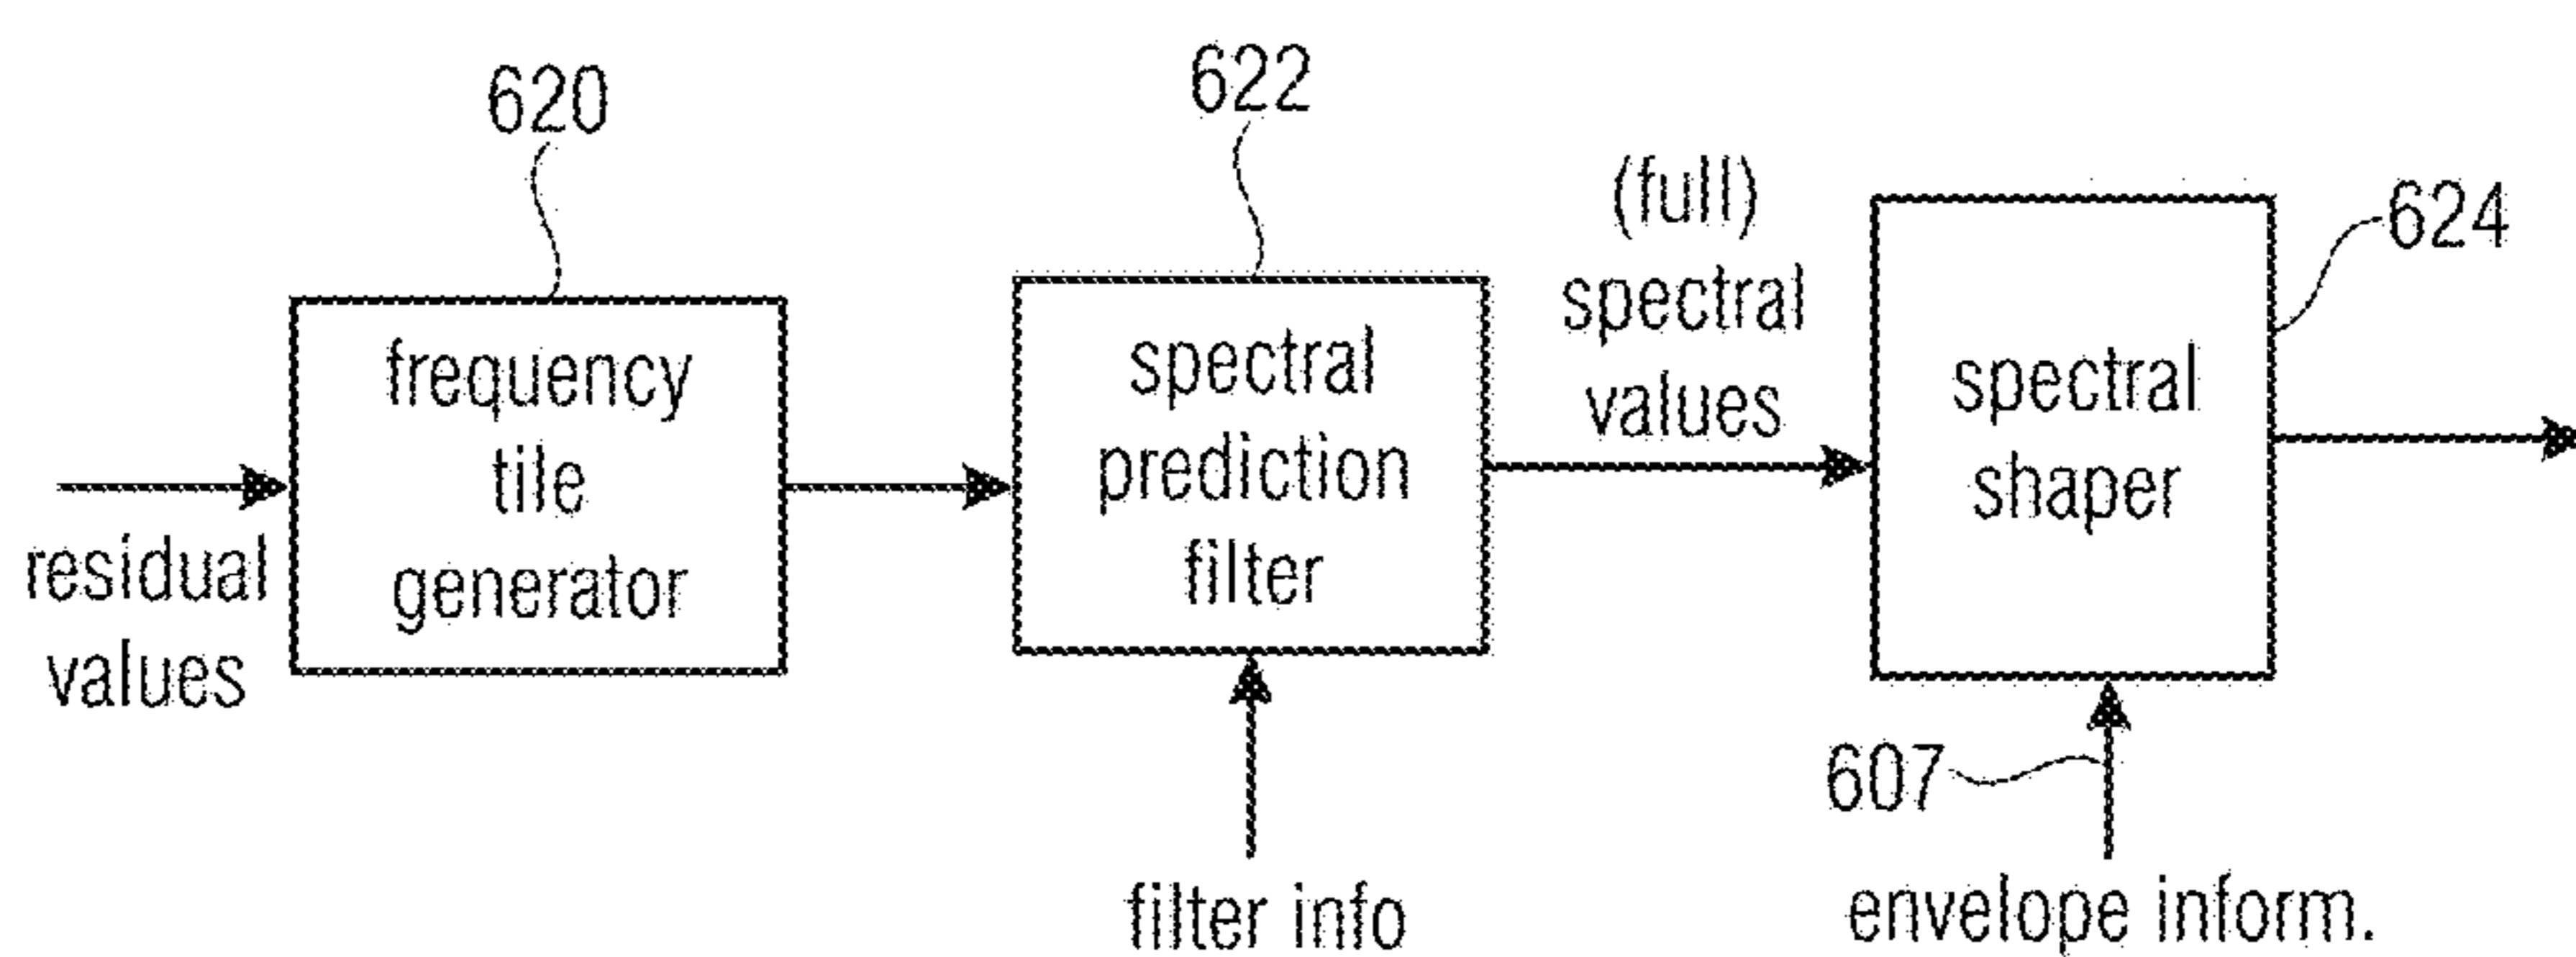 620
622
(full)
spectral
values
624
frequency
tile
generator
spectral
prediction
filter
spectral
shaper
residual
values
607
filter info
envelope inform.